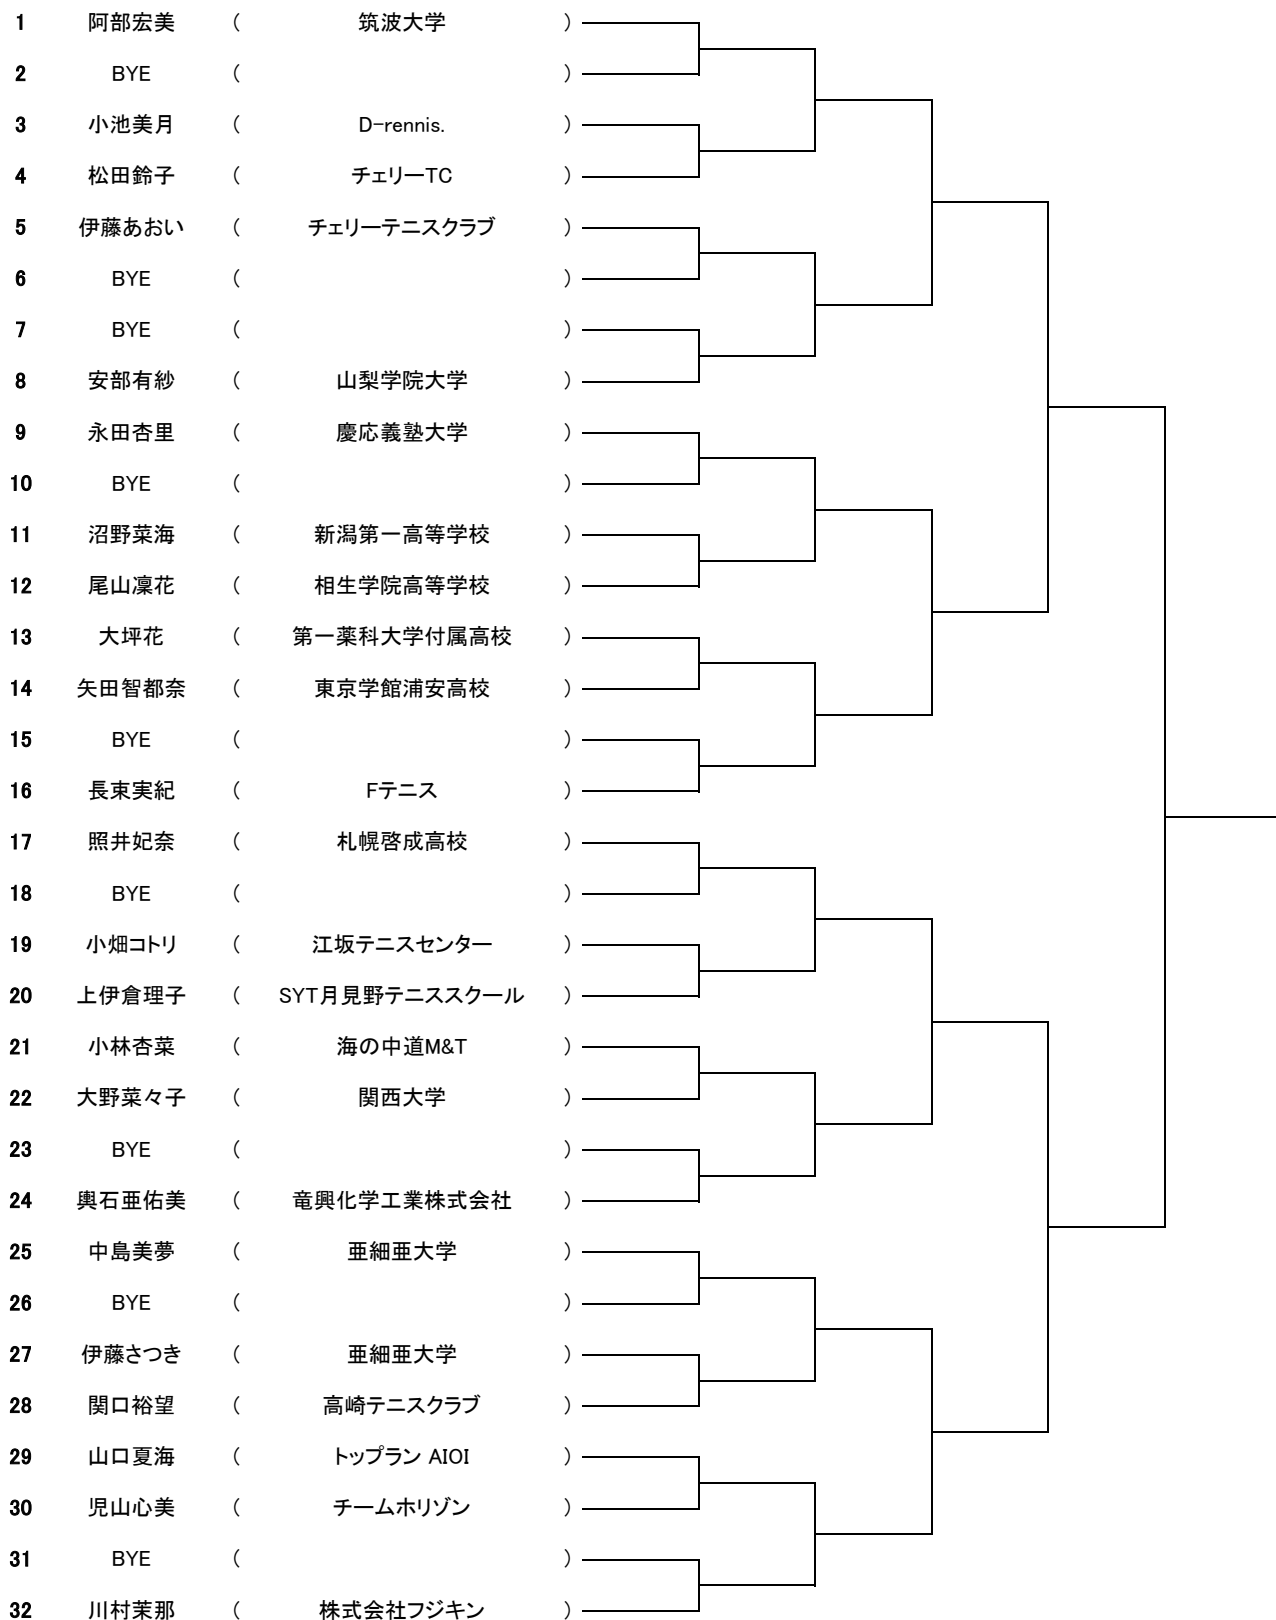 1 阿部宏美 ( 筑波大学 )
2 BYE ( )
3 小池美月 ( D-rennis. )
4 松田鈴子 ( チェリーTC )
5 伊藤あおい ( チェリーテニスクラブ )
6 BYE ( )
7 BYE ( )
8 安部有紗 ( 山梨学院大学 )
9 永田杏里 ( 慶応義塾大学 )
10 BYE ( )
11 沼野菜海 ( 新潟第一高等学校 )
12 尾山凜花 ( 相生学院高等学校 )
13 大坪花 ( 第一薬科大学付属高校 )
14 矢田智都奈 ( 東京学館浦安高校 )
15 BYE ( )
16 長束実紀 ( Fテニス )
17 照井妃奈 ( 札幌啓成高校 )
18 BYE ( )
19 小畑コトリ ( 江坂テニスセンター )
20 上伊倉理子 ( SYT月見野テニススクール )
21 小林杏菜 ( 海の中道M&T )
22 大野菜々子 ( 関西大学 )
23 BYE ( )
24 輿石亜佑美 ( 竜興化学工業株式会社 )
25 中島美夢 ( 亜細亜大学 )
26 BYE ( )
27 伊藤さつき ( 亜細亜大学 )
28 関口裕望 ( 高崎テニスクラブ )
29 山口夏海 ( トップラン AIOI )
30 児山心美 ( チームホリゾン )
31 BYE ( )
32 川村茉那 ( 株式会社フジキン )